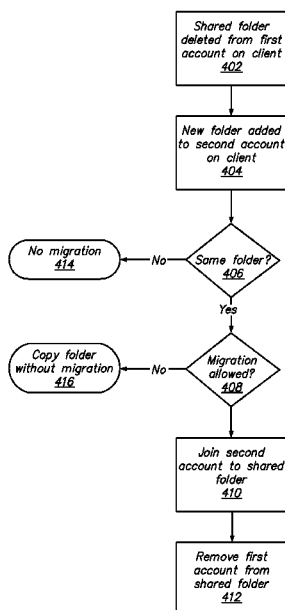 Shared folder
deleted from first
account on client
402
New folder added
to second account
on client
404
No migration
414
No
Same folder?
406
Yes
Copy folder
without migration
416
No
Migration
allowed?
408
Join second
account to shared
folder
410
Remove first
account from
shared folder
412